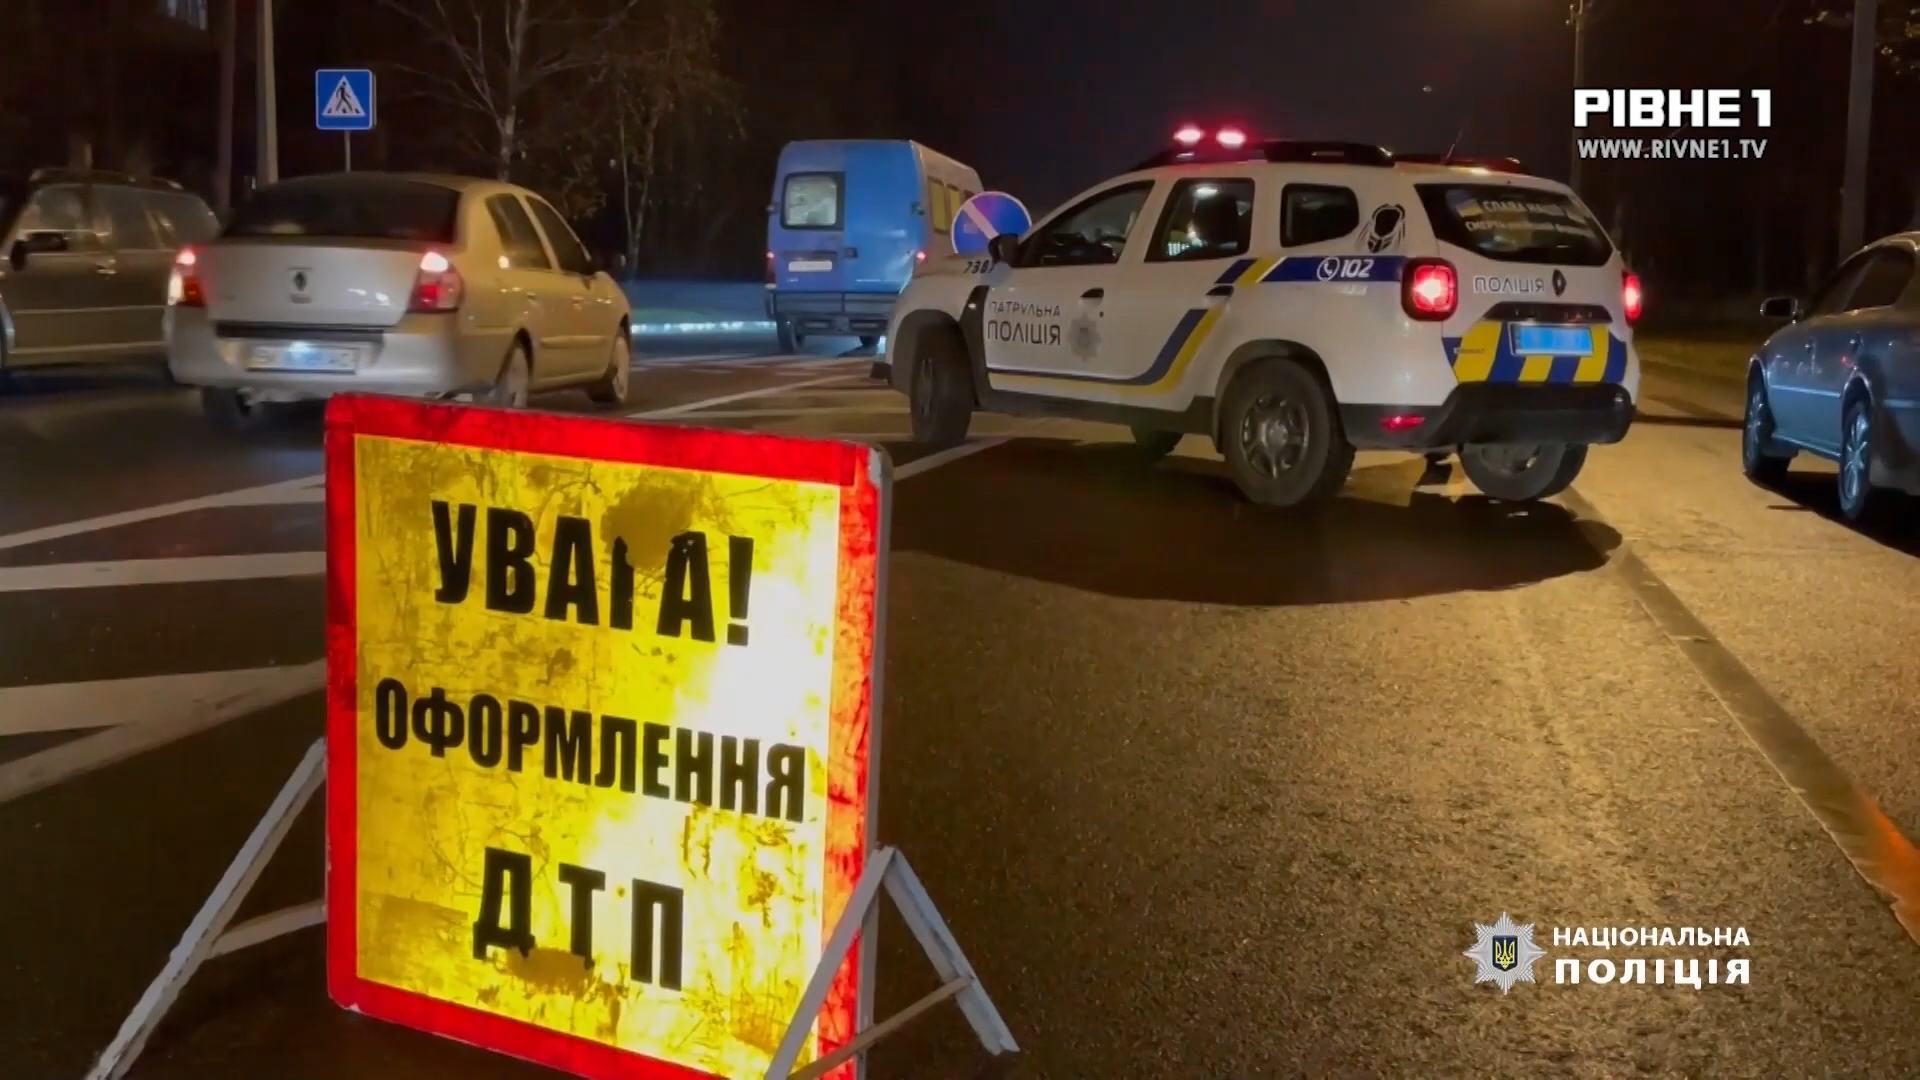 РІВНЕ 1
WWW.RIVNE1.TV
102
ПОЛІЦІЯ
ПАТРУЛЬНА
ПОЛІЦІЯ
УВАГА!
ОФОРМЛЕННЯ
ДТП
НАЦІОНАЛЬНА
ПОЛІЦІЯ